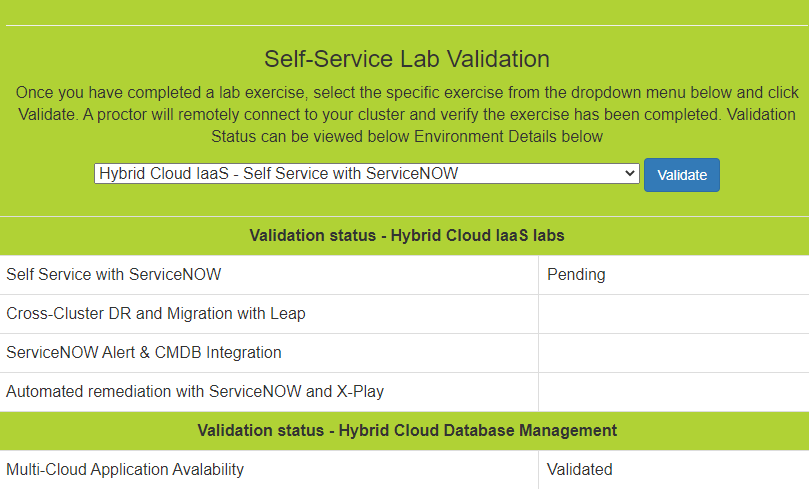 Self-Service Lab Validation
Once you have completed a lab exercise, select the specific exercise from the dropdown menu below and click
Validate. A proctor will remotely connect to your cluster and verify the exercise has been completed. Validation
Status can be viewed below Environment Details below
Hybrid Cloud IaaS - Self Service with ServiceNOW
Validate
Validation status - Hybrid Cloud IaaS labs
Self Service with ServiceNOW Pending
Cross-Cluster DR and Migration with Leap
ServiceNOW Alert & CMDB Integration
Automated remediation with ServiceNOW and X-Play
Validation status - Hybrid Cloud Database Management
Multi-Cloud Application Avalability Validated